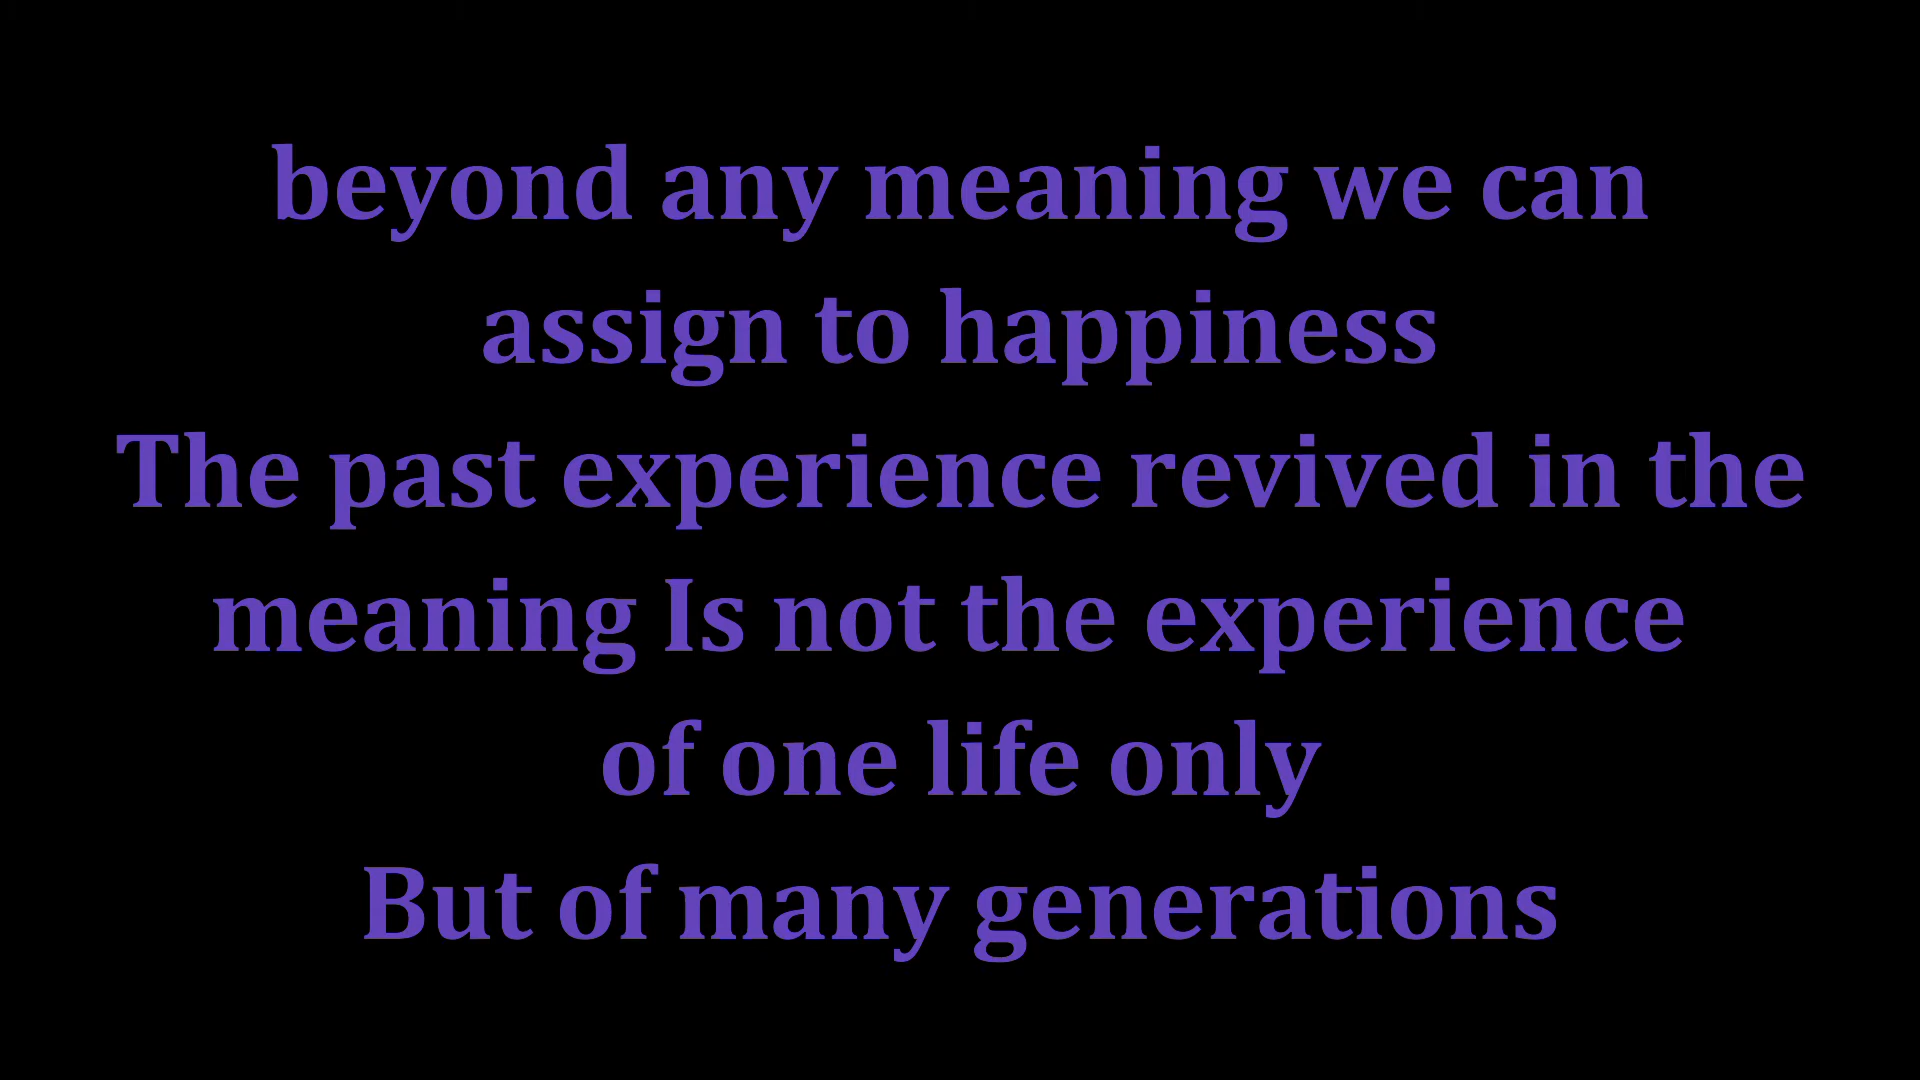 beyond any meaning we can
assign to happiness
The past experience revived in the
meaning Is not the experience
of one life only
But of many generations